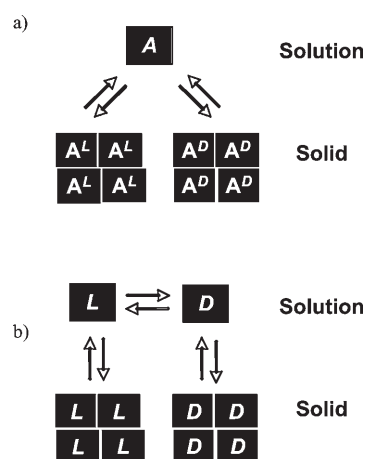 a)
A
Solution
A^L A^L A^D A^D
Solid
A^L A^L A^D A^D
L D
Solution
b)
L L D D
Solid
L L D D